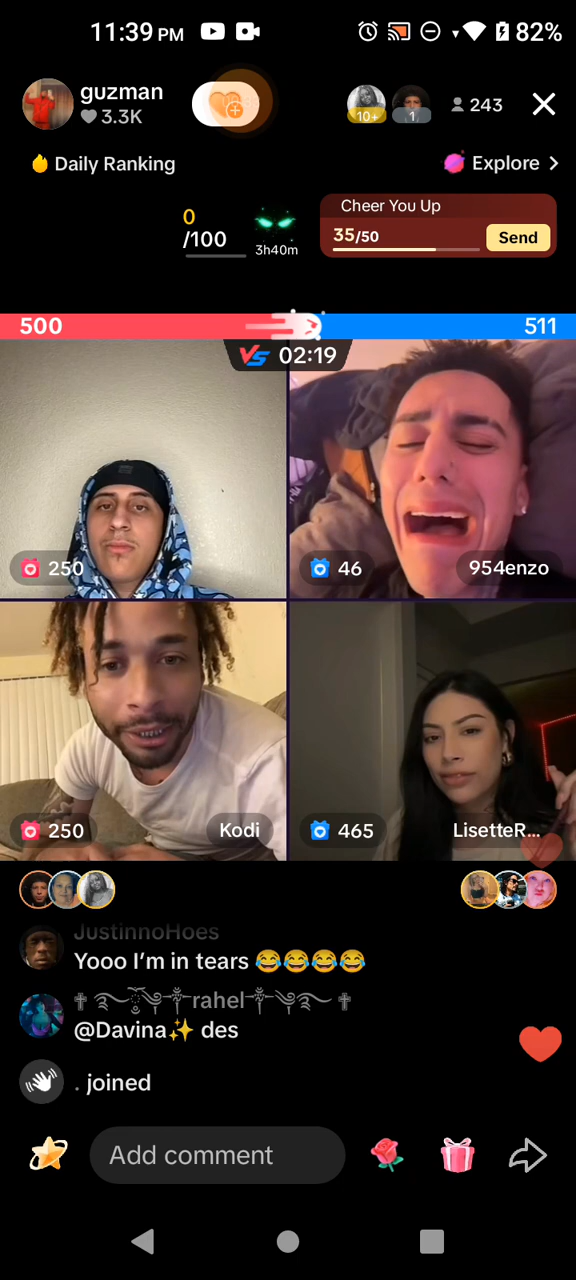 11:39 PM
82%
guzman
3.3K
10+
1
243
Daily Ranking
Explore
0
/100
3h40m
Cheer You Up
35/50
Send
500
511
VS 02:19
250
46
954enzo
250
Kodi
465
LisetteR...
JustinnoHoes
Yooo I'm in tears 😂😂😂😂
rahel
@Davina✨ des
. joined
Add comment